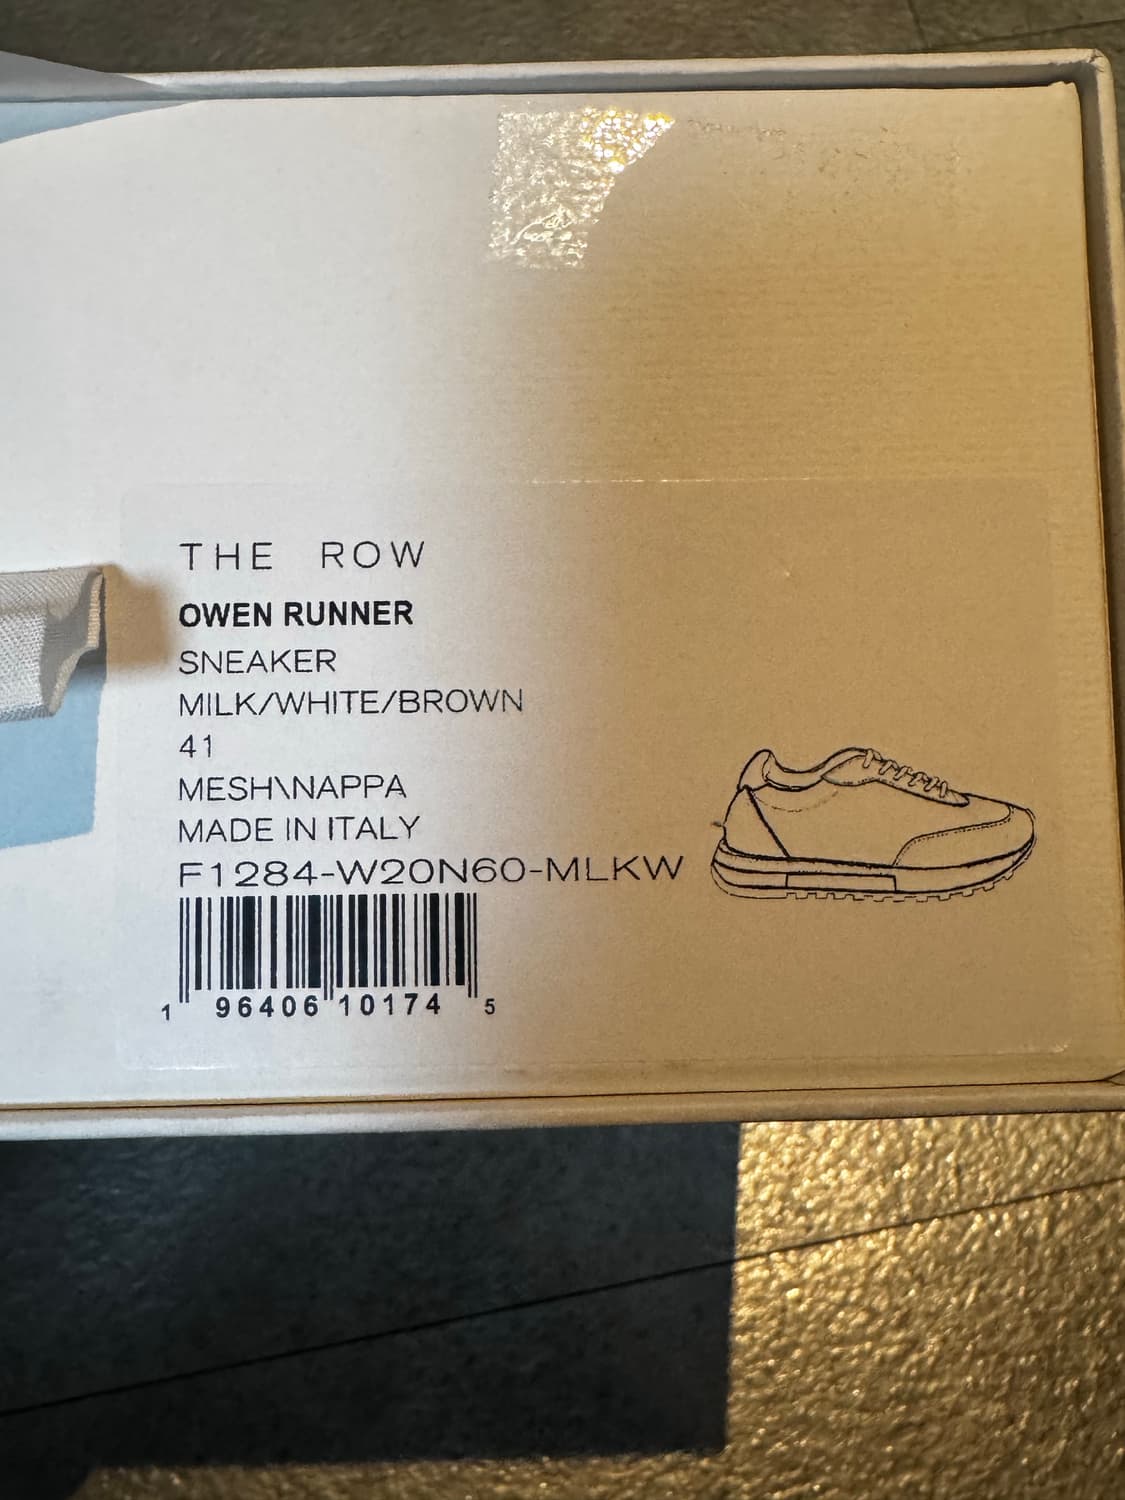 THE ROW
OWEN RUNNER
SNEAKER
MILK/WHITE/BROWN
41
MESH\NAPPA
MADE IN ITALY
F1284-W20N60-MLKW
1 96406 10174 5